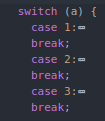 switch (a) {
case 1:
break;
case 2:
break;
case 3:
break;